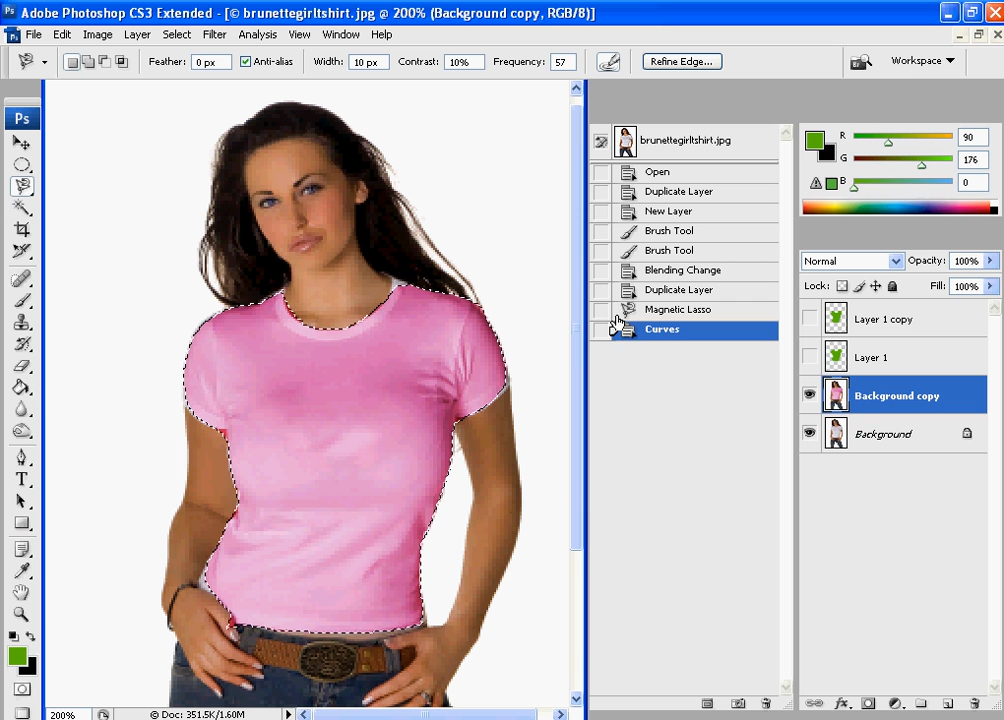 Ps Adobe Photoshop CS3 Extended - [© brunettegirltshirt.jpg @ 200% (Background copy, RGB/8)]
File Edit Image Layer Select Filter Analysis View Window Help
Feather: 0 px Anti-alias Width: 10 px Contrast: 10% Frequency: 57 Refine Edge... Workspace
Ps
brunettegirltshirt.jpg
Open
Duplicate Layer
New Layer
Brush Tool
Brush Tool
Blending Change
Duplicate Layer
Magnetic Lasso
Curves
R 90
G 176
B 0
Normal Opacity: 100%
Lock: Fill: 100%
Layer 1 copy
Layer 1
Background copy
Background
T
200% © Doc: 351.5K/1.60M
fx